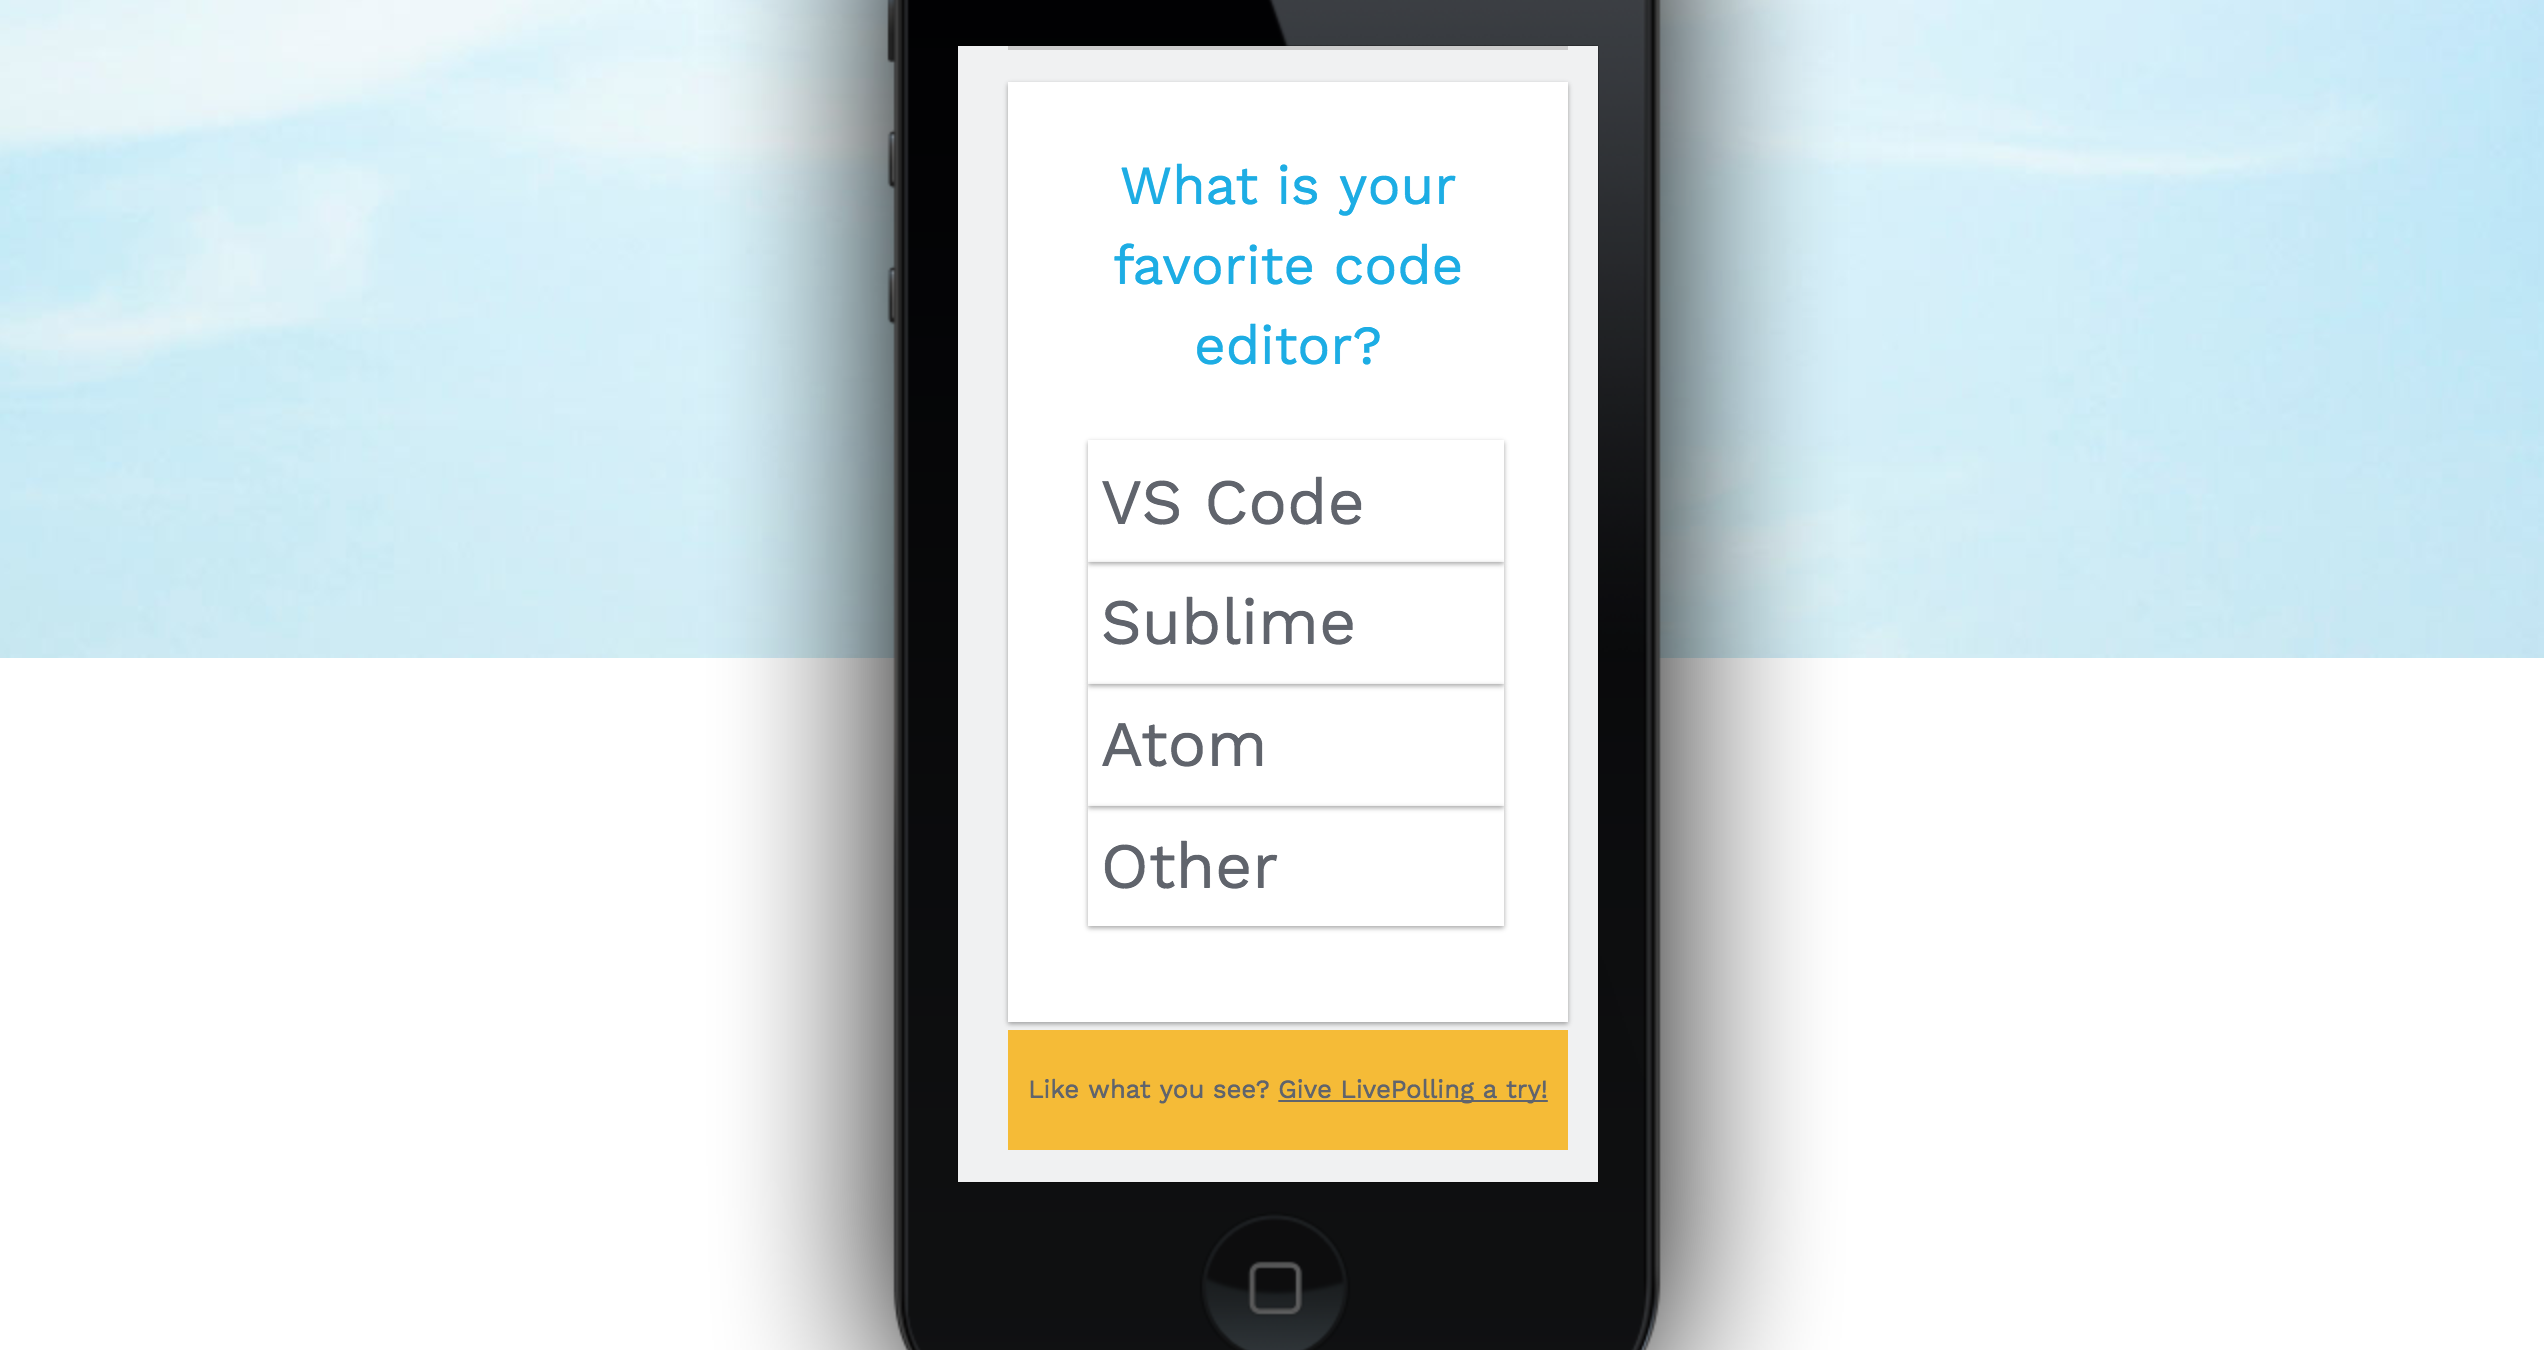 What is your
favorite code
editor?
VS Code
Sublime
Atom
Other
Like what you see? Give LivePolling a try!